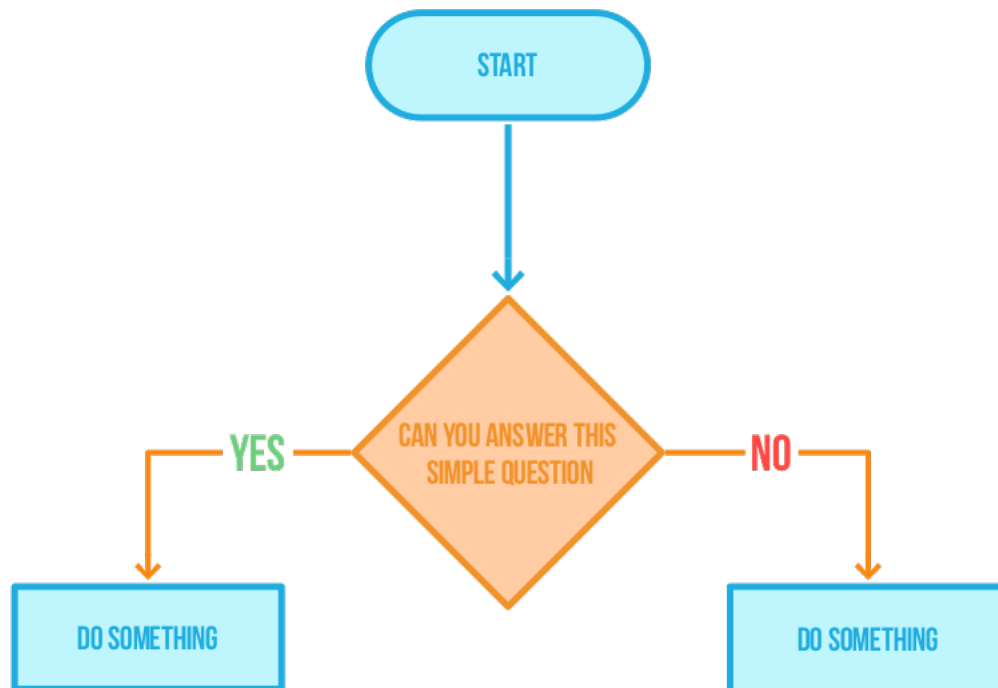 START
CAN YOU ANSWER THIS
SIMPLE QUESTION
YES
NO
DO SOMETHING
DO SOMETHING